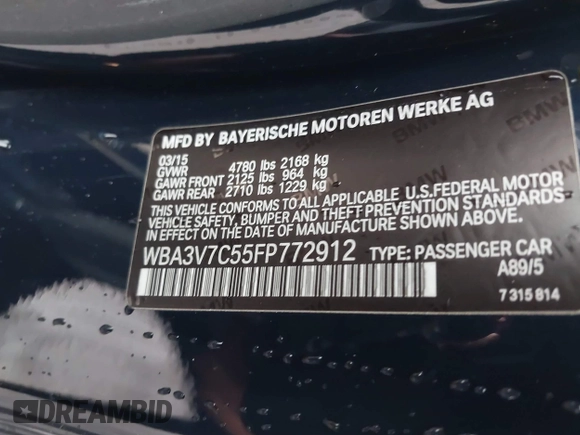 MFD BY BAYERISCHE MOTOREN WERKE AG
03/15
GVWR 4780 lbs 2168 kg
GAWR FRONT 2125 lbs 964 kg
GAWR REAR 2710 lbs 1229 kg
THIS VEHICLE CONFORMS TO ALL APPLICABLE U.S.FEDERAL MOTOR
VEHICLE SAFETY, BUMPER AND THEFT PREVENTION STANDARDS IN
EFFECT ON THE DATE OF MANUFACTURE SHOWN ABOVE.
WBA3V7C55FP772912 TYPE: PASSENGER CAR
A89/5
7 315 814
BMW
DREAMBID